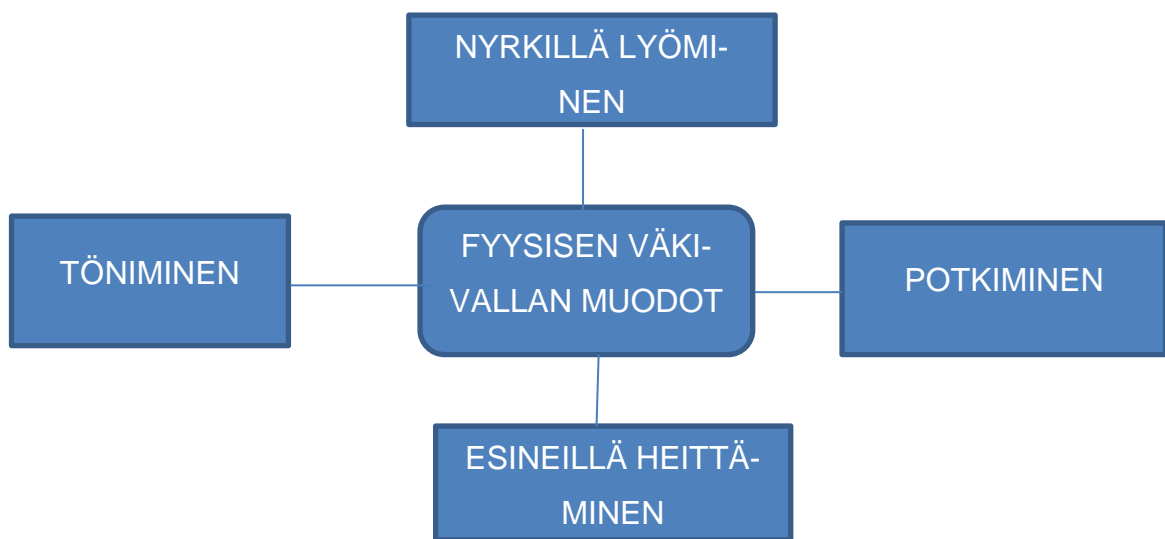 NYRKILLÄ LYÖMI-
NEN
TÖNIMINEN
FYYSISEN VÄKI-
VALLAN MUODOT
POTKIMINEN
ESINEILLÄ HEITTÄ-
MINEN